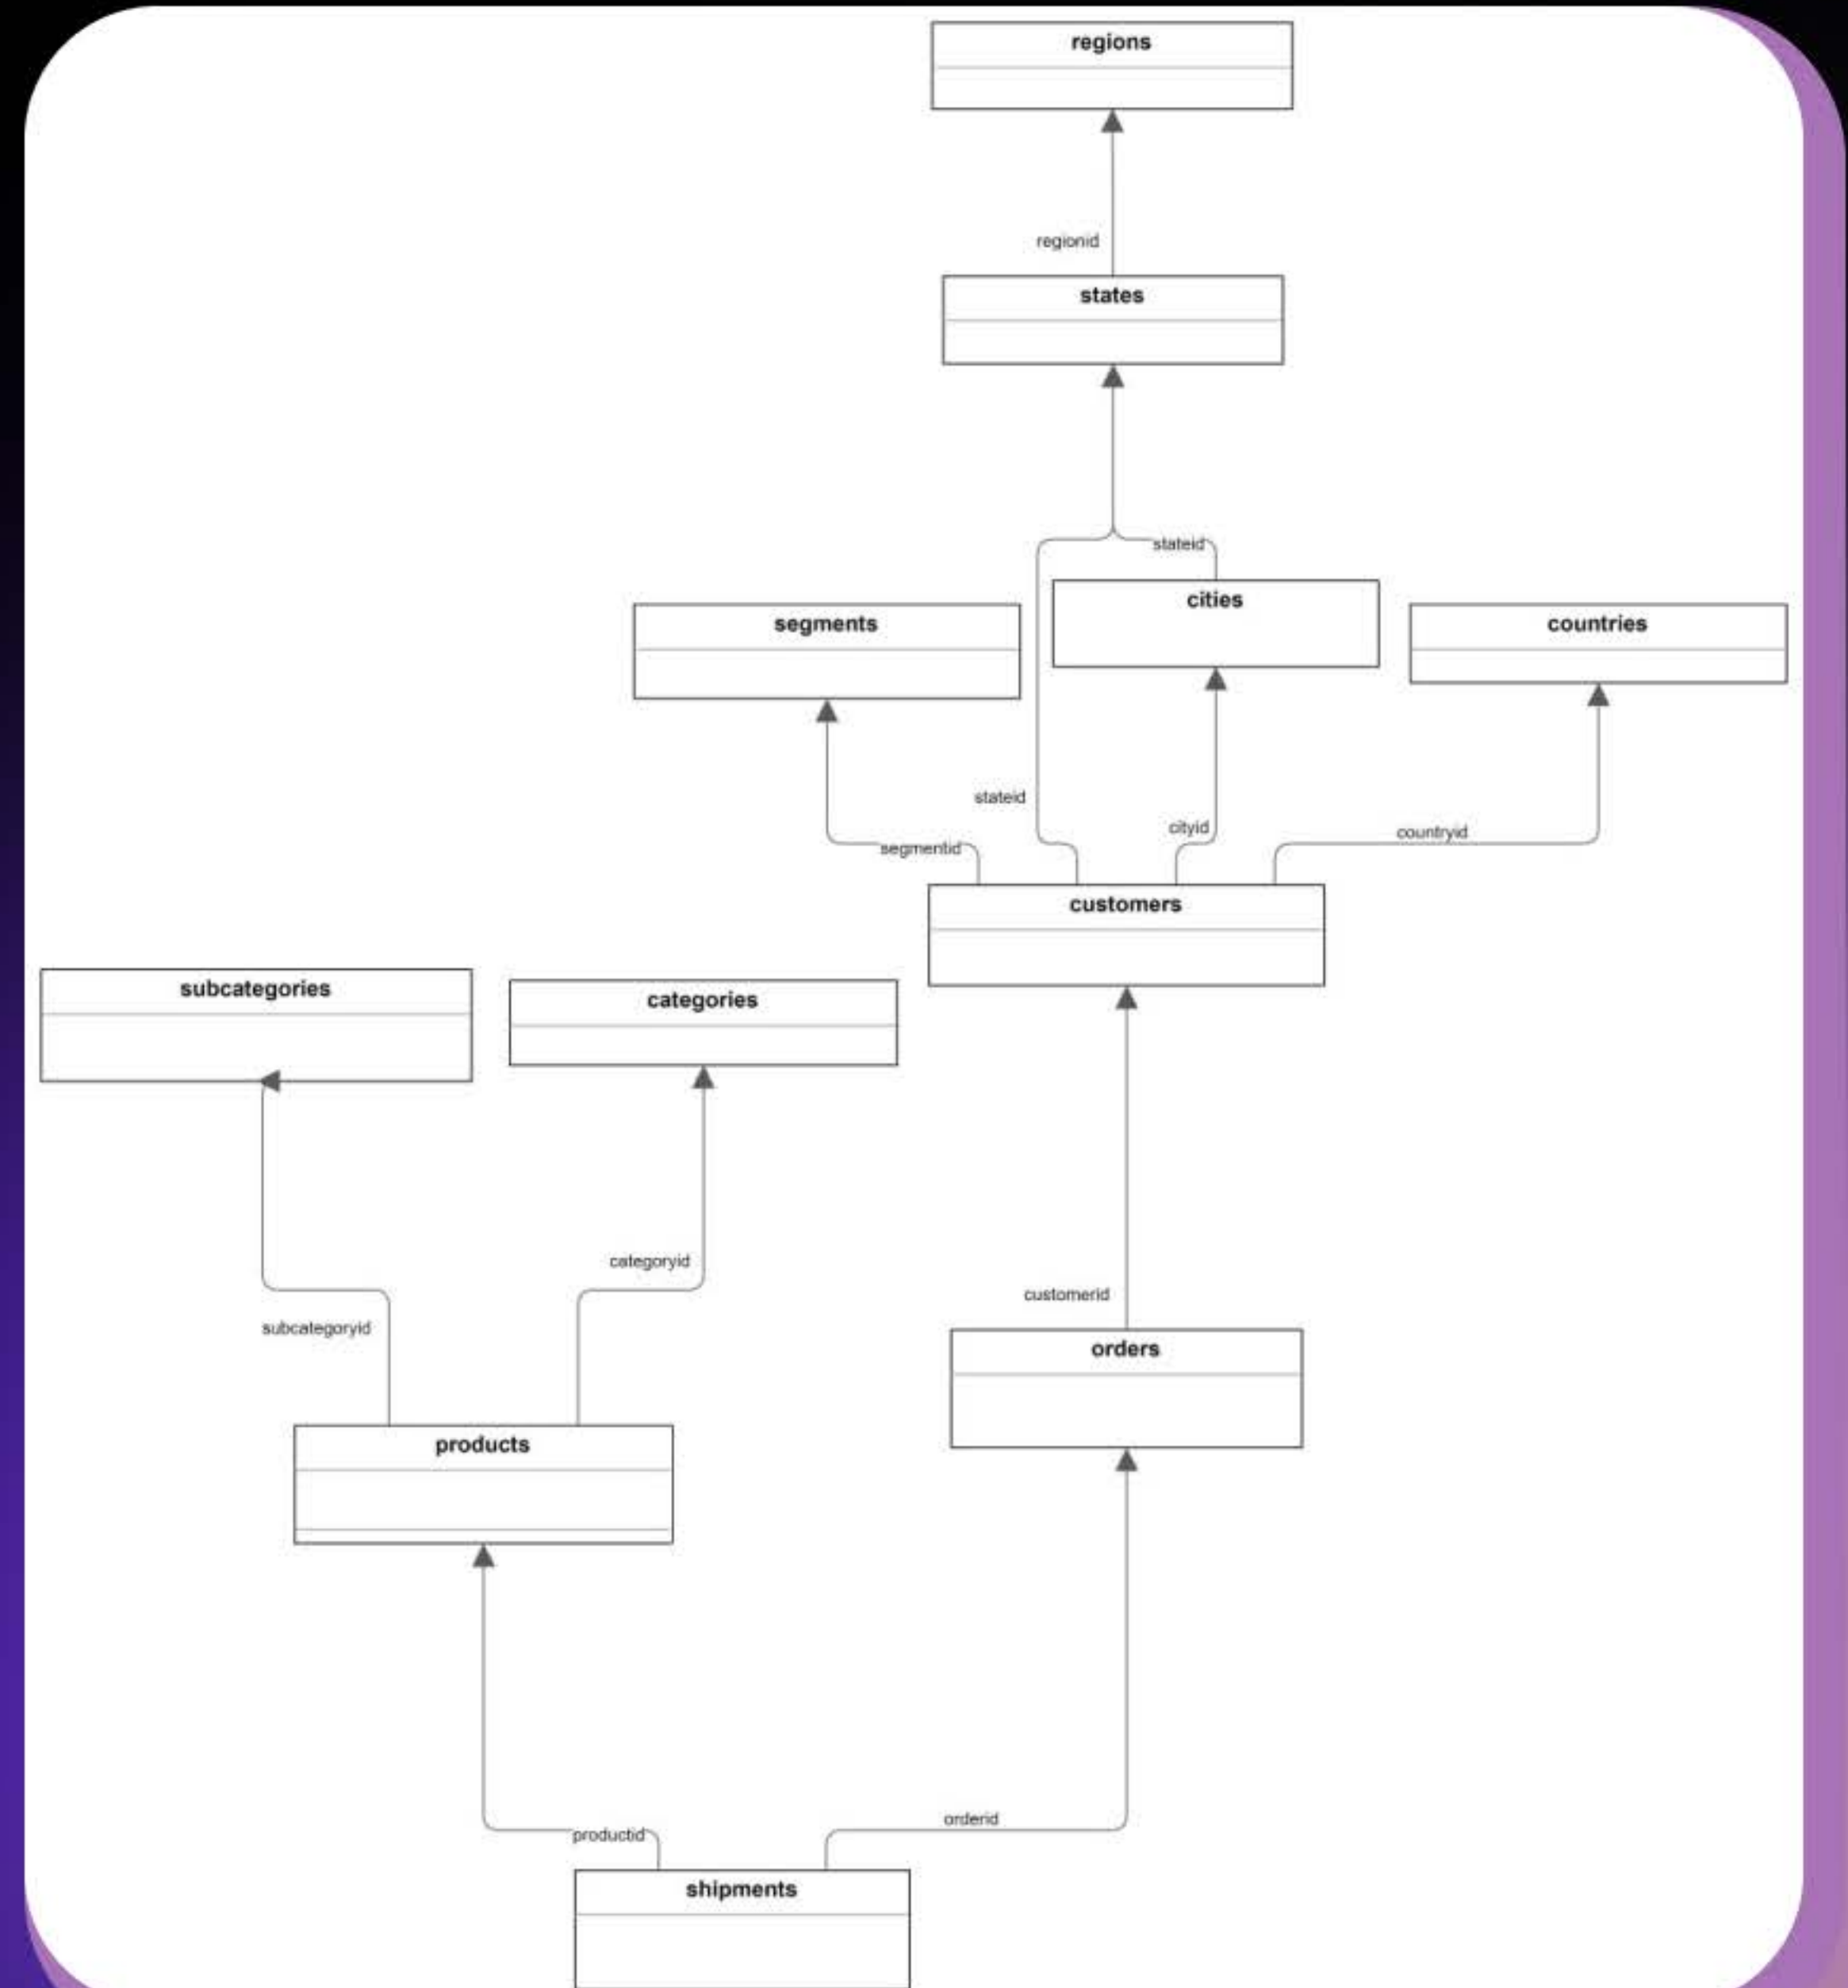 regions
regionid
states
stateid
cities
segments
countries
stateid
cityid
countryid
segmentid
customers
subcategories
categories
categoryid
customerid
subcategoryid
orders
products
orderid
productid
shipments